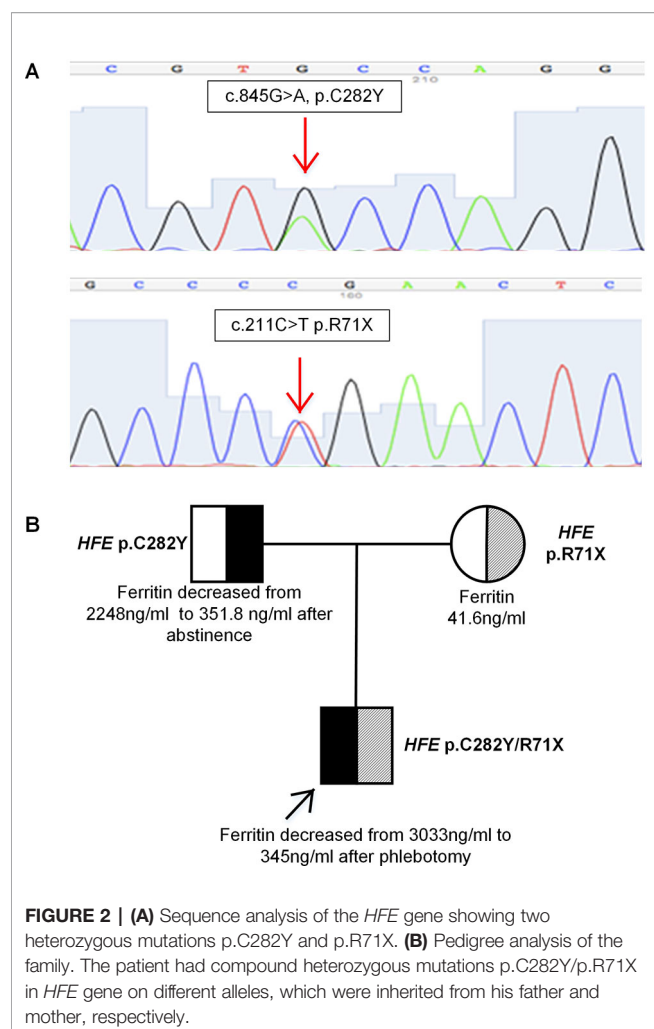 A
C G T G C C A G G
210
c.845G>A, p.C282Y
G C C C C G A A C T C
160
c.211C>T p.R71X
B
HFE p.C282Y
HFE
p.R71X
Ferritin decreased from
2248ng/ml to 351.8 ng/ml after
abstinence
Ferritin
41.6ng/ml
HFE p.C282Y/R71X
Ferritin decreased from 3033ng/ml to
345ng/ml after phlebotomy
FIGURE 2 | (A) Sequence analysis of the HFE gene showing two
heterozygous mutations p.C282Y and p.R71X. (B) Pedigree analysis of the
family. The patient had compound heterozygous mutations p.C282Y/p.R71X
in HFE gene on different alleles, which were inherited from his father and
mother, respectively.